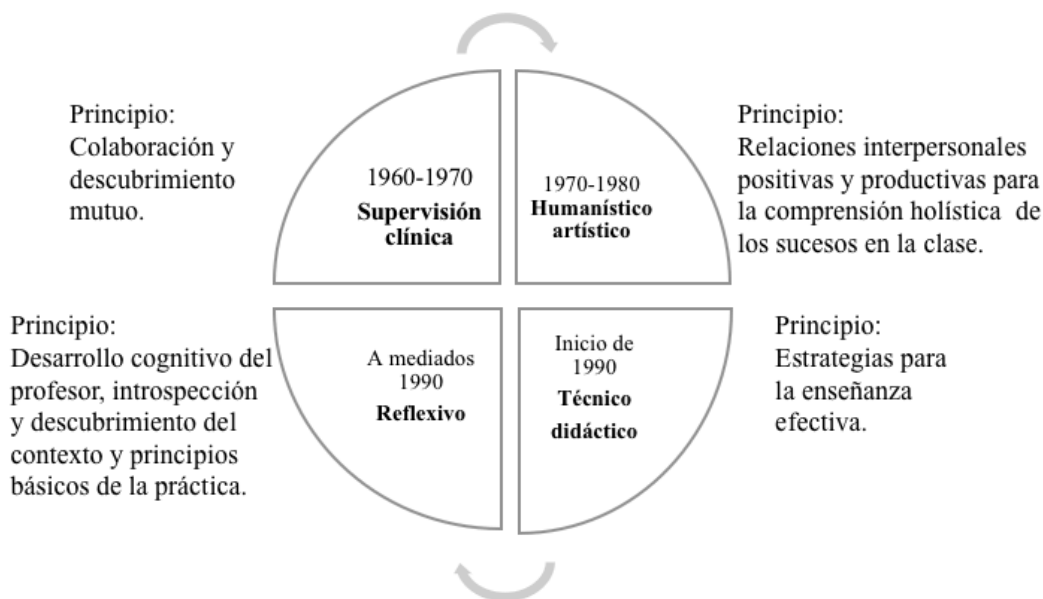 Principio:
Colaboración y
descubrimiento
mutuo.
1960-1970
Supervisión
clínica
1970-1980
Humanístico
artístico
Principio:
Relaciones interpersonales
positivas y productivas para
la comprensión holística de
los sucesos en la clase.
Principio:
Desarrollo cognitivo del
profesor, introspección
y descubrimiento del
contexto y principios
básicos de la práctica.
A mediados
1990
Reflexivo
Inicio de
1990
Técnico
didáctico
Principio:
Estrategias para
la enseñanza
efectiva.